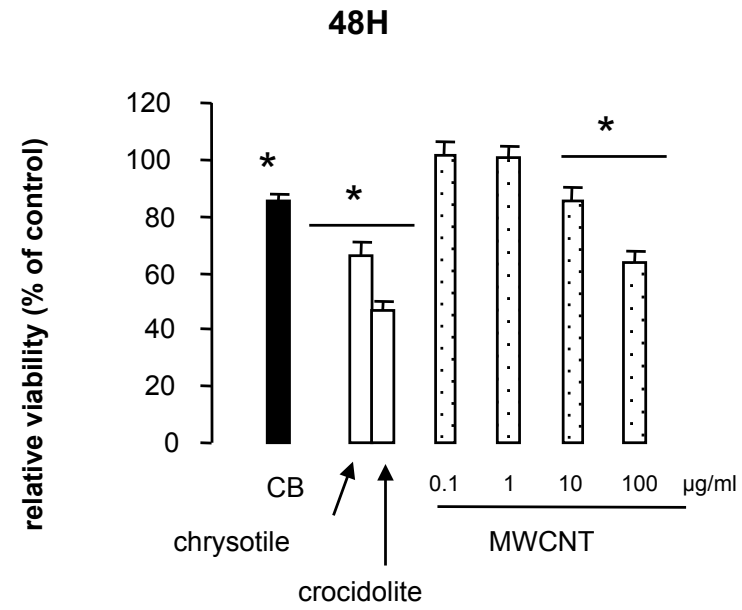 48H
relative viability (% of control)
120
100
80
60
40
20
0
*
*
*
CB
0.1 1 10 100 µg/ml
chrysotile
MWCNT
crocidolite